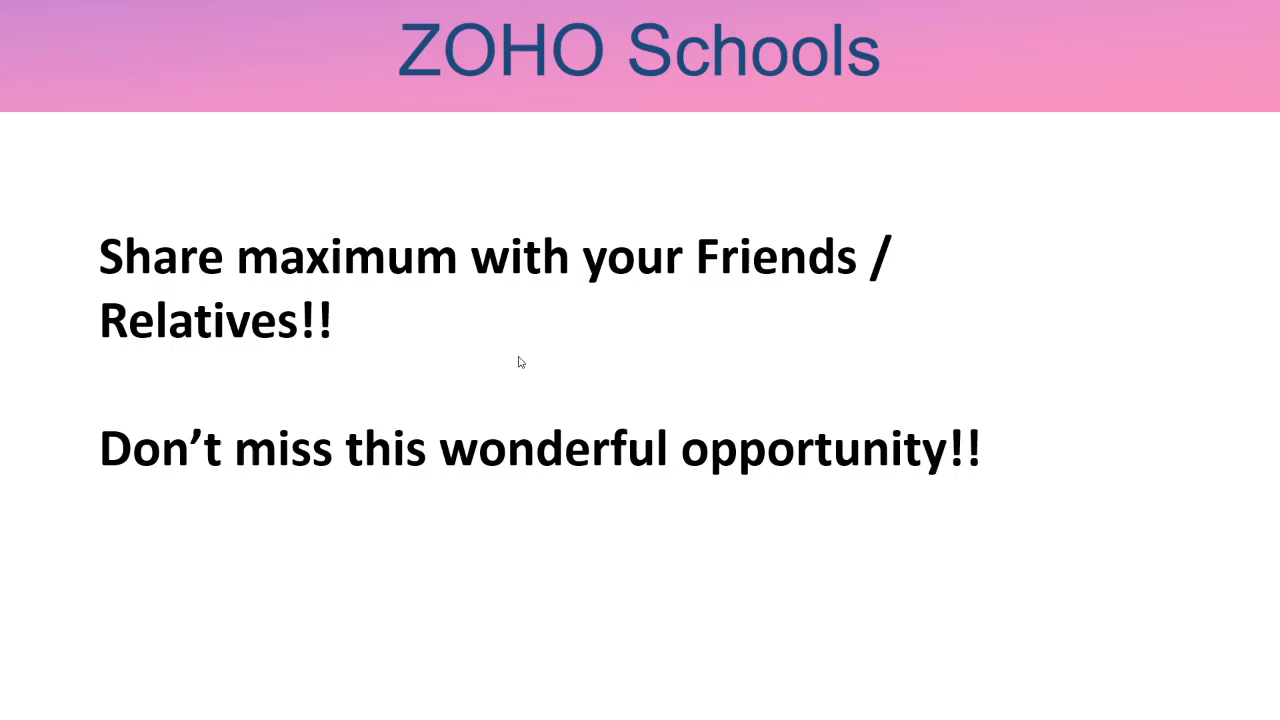 ZOHO Schools
Share maximum with your Friends /
Relatives!!
Don’t miss this wonderful opportunity!!